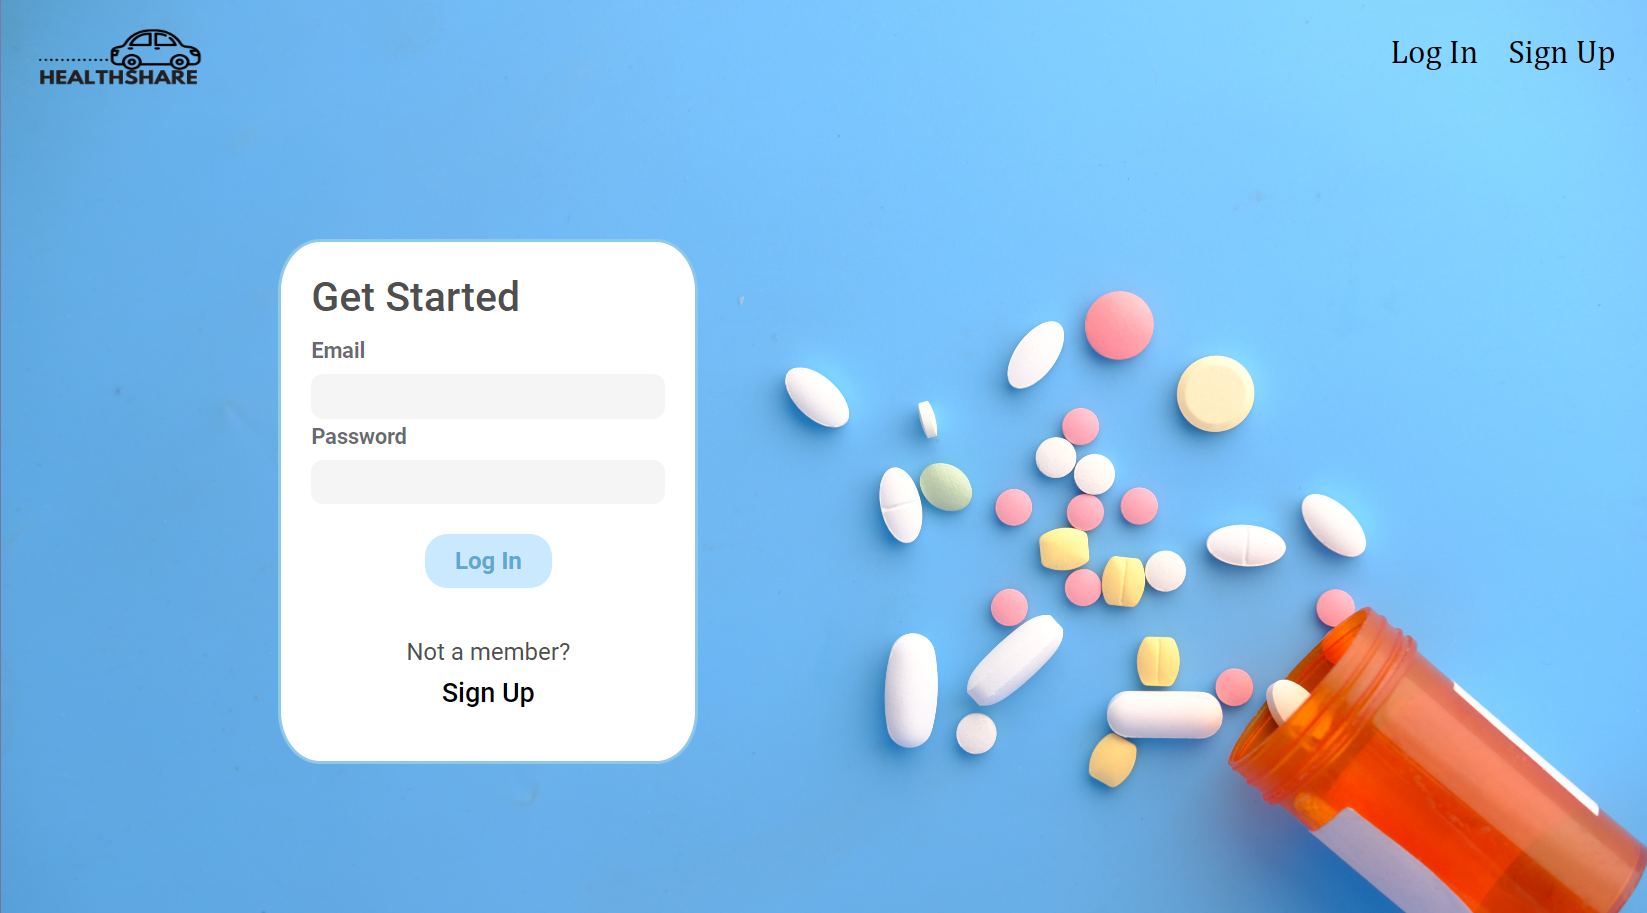 HEALTHSHARE
Log In Sign Up
Get Started
Email
Password
Log In
Not a member?
Sign Up